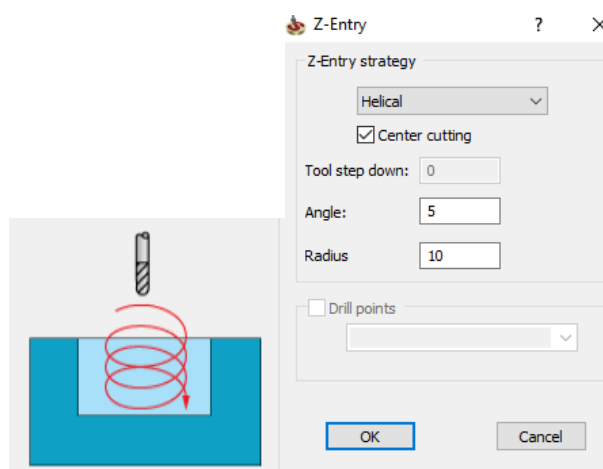 Z-Entry ?
Z-Entry strategy
Helical
Center cutting
Tool step down: 0
Angle: 5
Radius 10
Drill points
OK Cancel